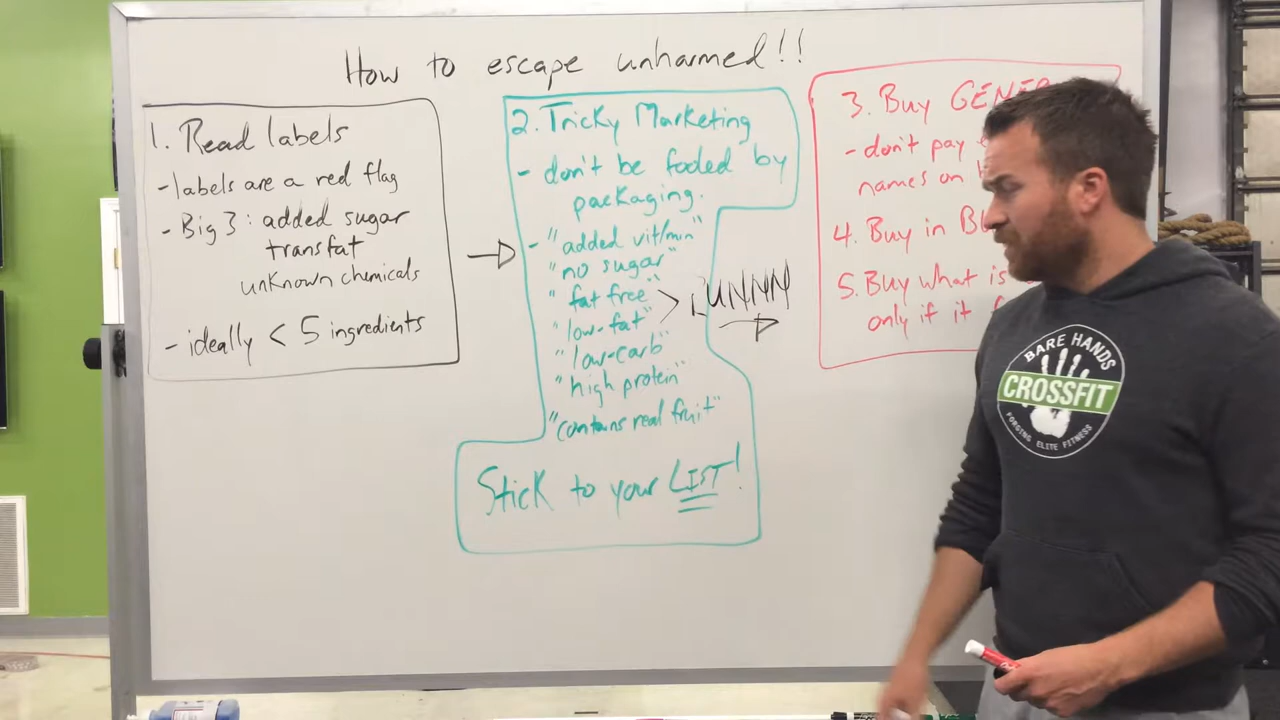 How to escape unharmed!!
1. Read labels
- labels are a red flag
- Big 3: added sugar
transfat
unknown chemicals
- ideally < 5 ingredients
2. Tricky Marketing
- don't be fooled by
packaging.
- "added vit/min"
"no sugar"
"fat free"
"low-fat"
> RUNNN
"low-carb"
"high protein"
"contains real fruit"
Stick to your LIST!
3. Buy
- don't pay
names on
4. Buy in
5. Buy what is
only if it
BARE HANDS
CROSSFIT
FORGING ELITE FITNESS